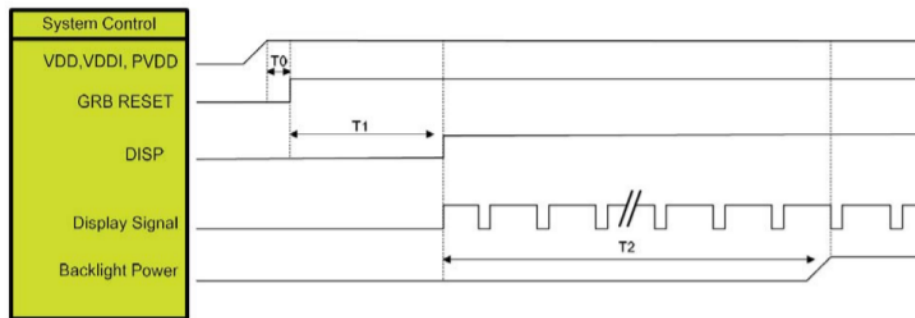 System Control
VDD,VDDI, PVDD
T0
GRB RESET
T1
DISP
Display Signal
T2
Backlight Power